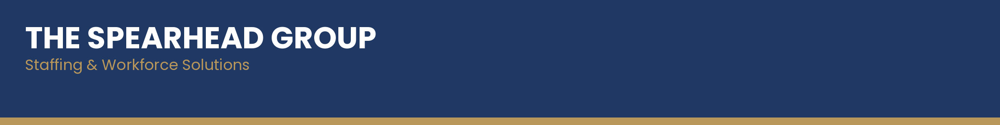 THE SPEARHEAD GROUP
Staffing & Workforce Solutions